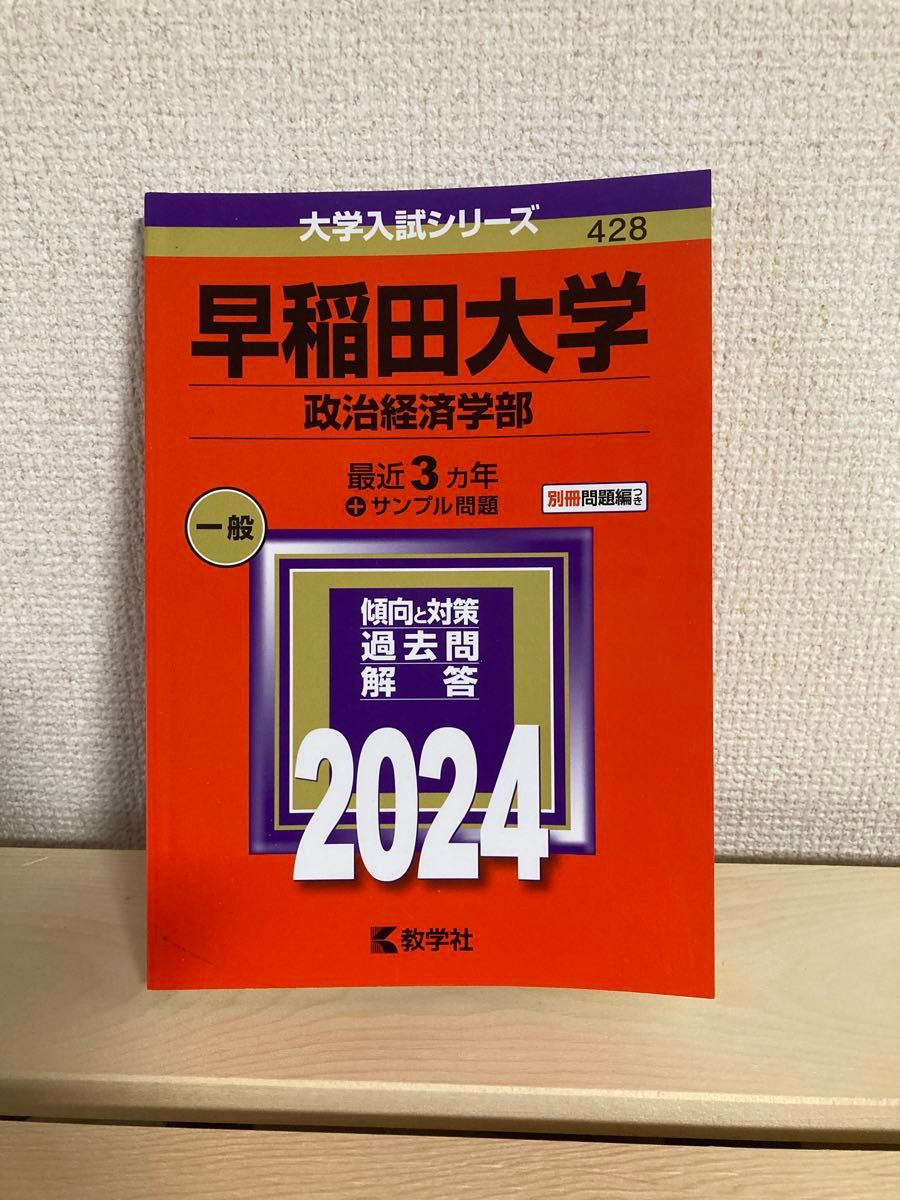 大学入試シリーズ
428
早稲田大学
政治経済学部
最近3カ年
+サンプル問題
別冊問題編つき
一般
傾向と対策
過去問
解答
2024
教学社